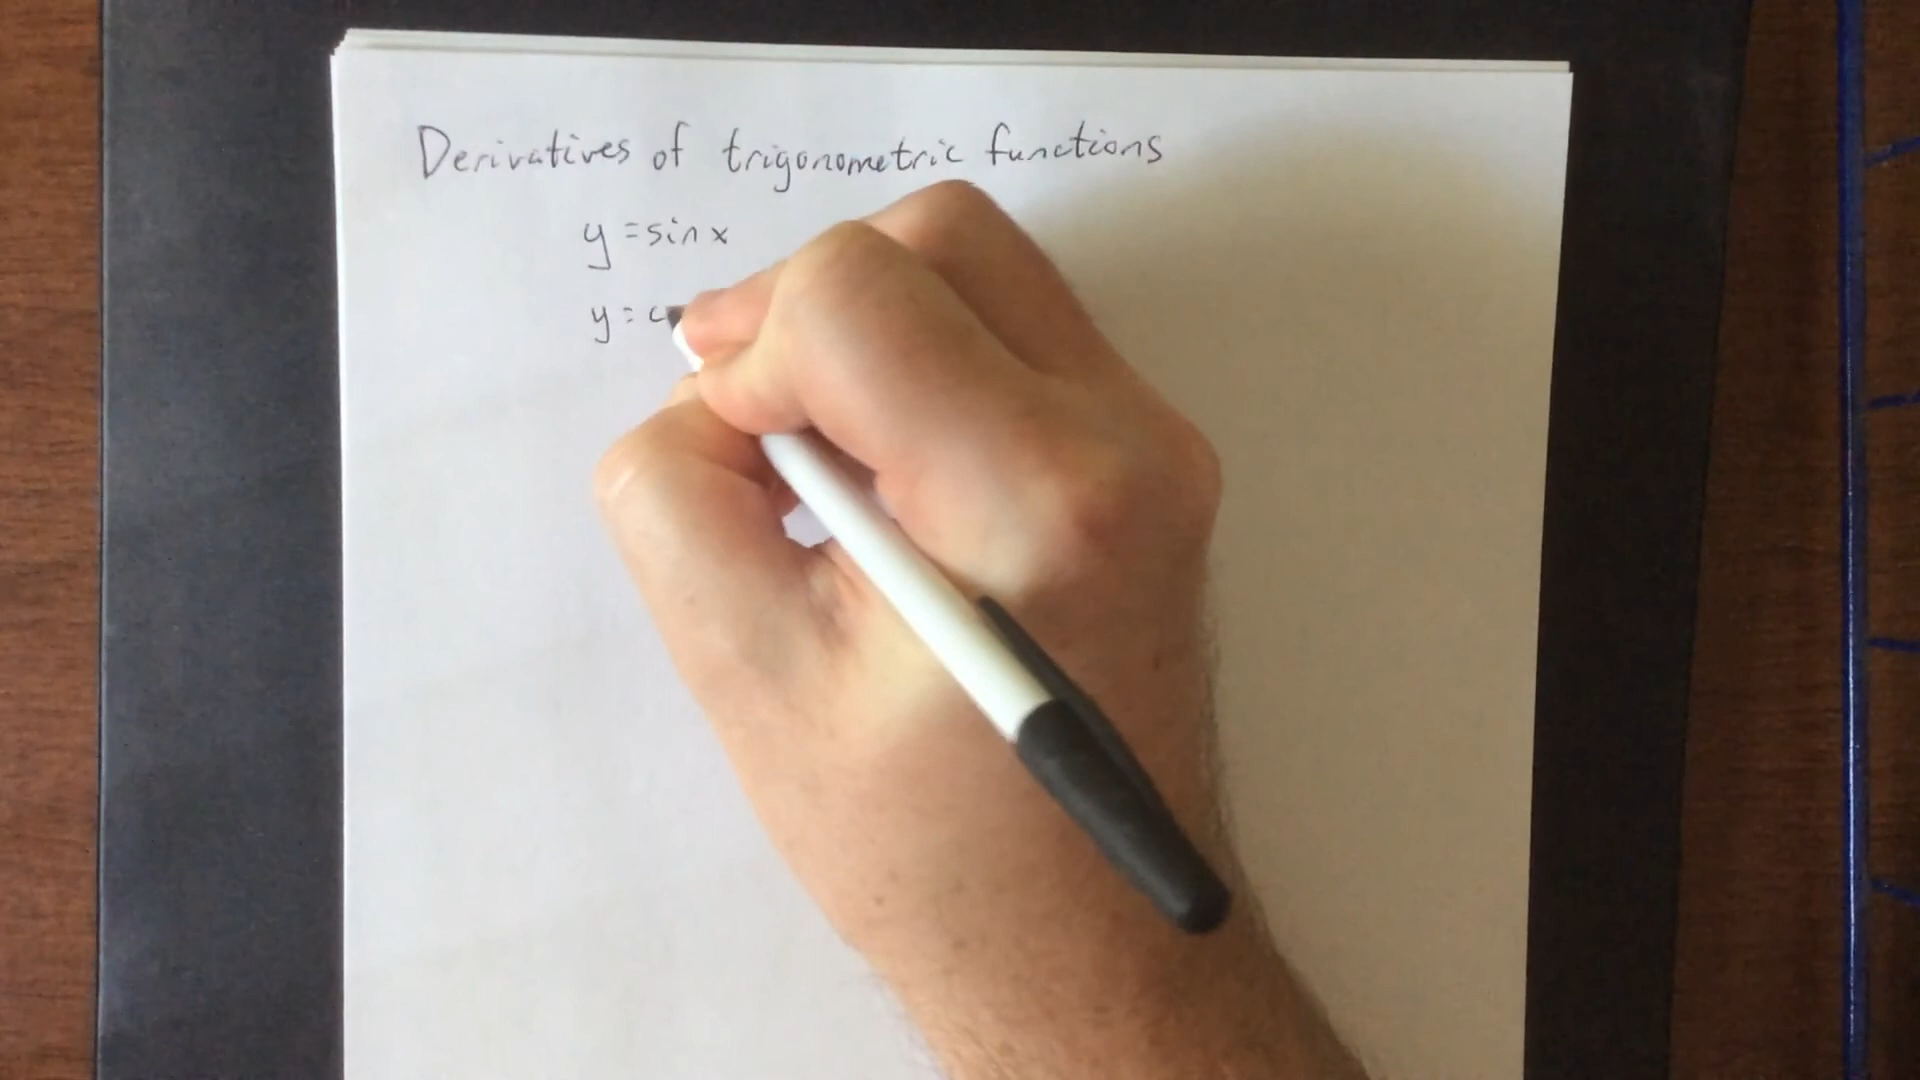 Derivatives of trigonometric functions
y = sin x
y = c